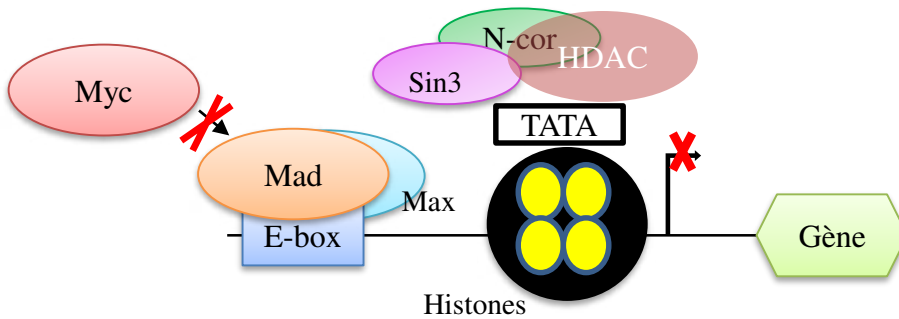 N-cor
HDAC
Sin3
Myc
TATA
Mad
Max
E-box
Gène
Histones